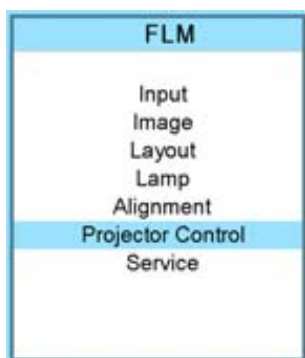 FLM
Input
Image
Layout
Lamp
Alignment
Projector Control
Service